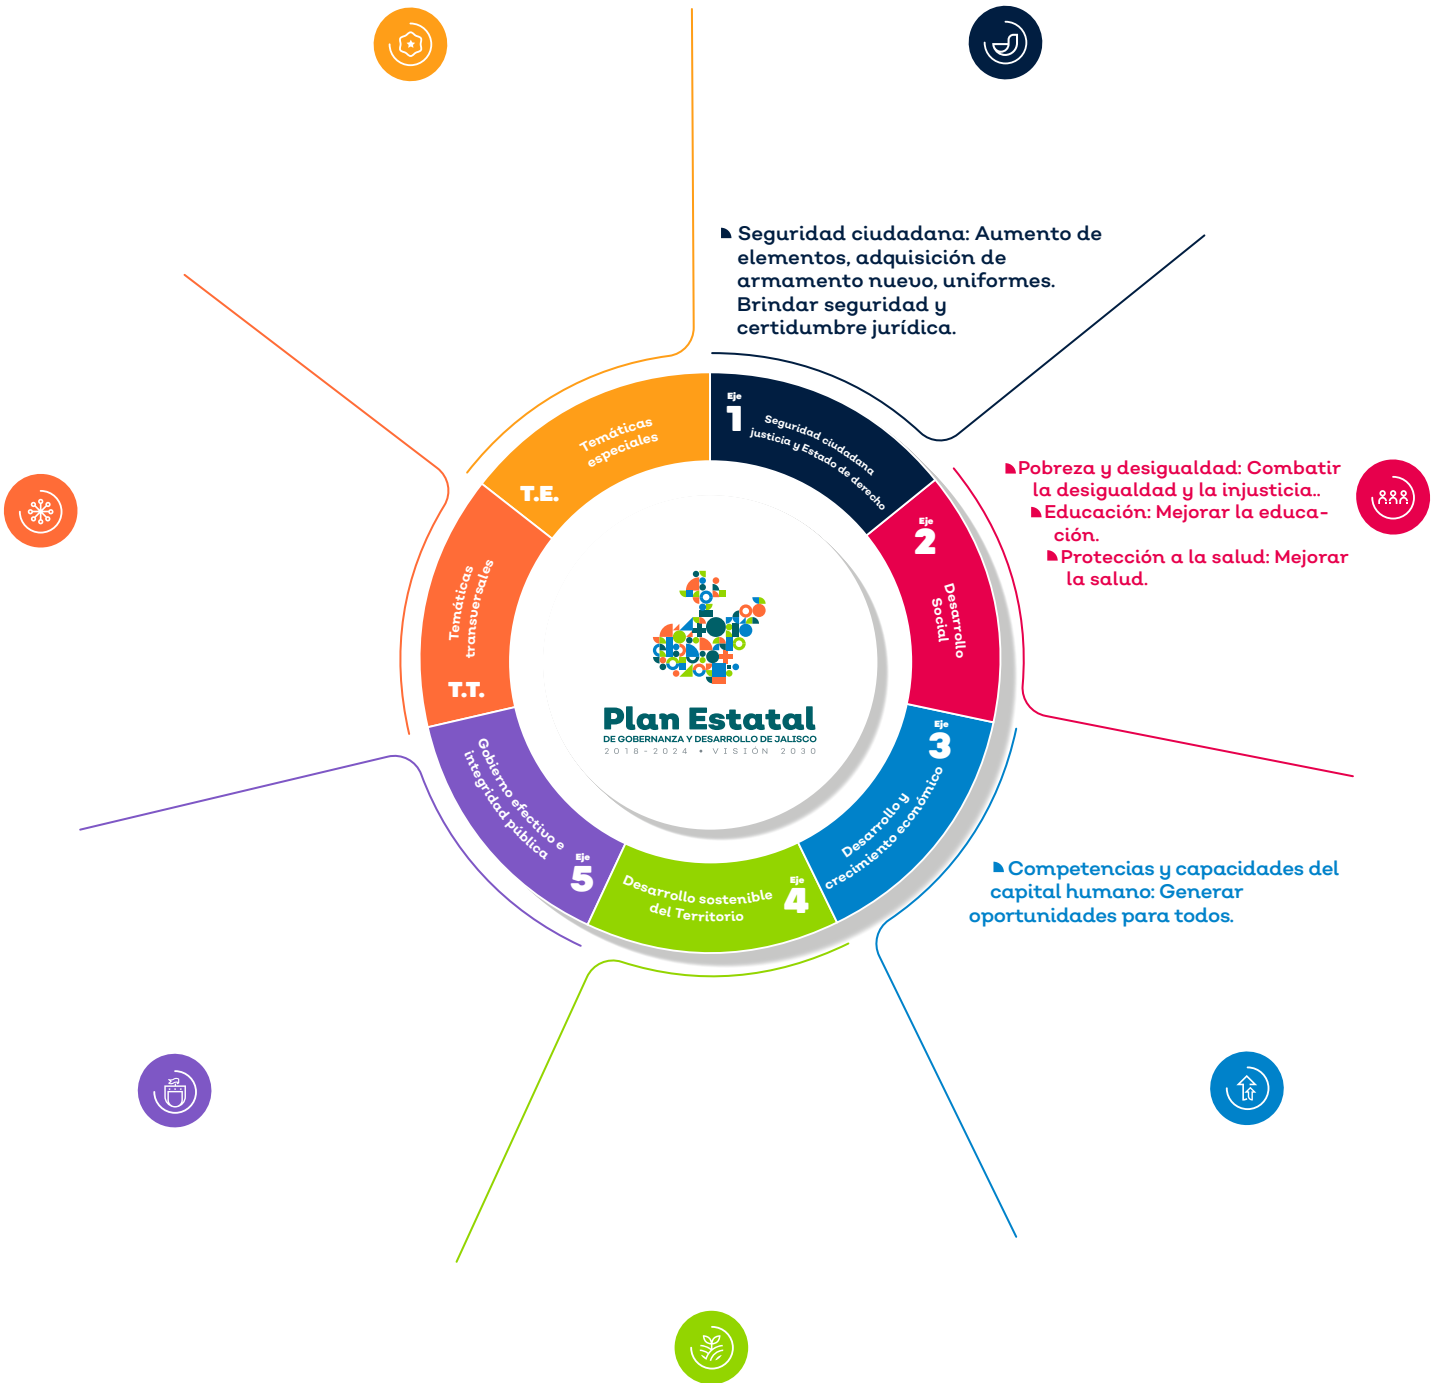 Seguridad ciudadana: Aumento de
elementos, adquisición de
armamento nuevo, uniformes.
Brindar seguridad y
certidumbre jurídica.
Eje
1
Seguridad ciudadana
justicia y Estado de derecho
Pobreza y desigualdad: Combatir
la desigualdad y la injusticia..
Educación: Mejorar la educa-
ción.
Protección a la salud: Mejorar
la salud.
Eje
2
Desarrollo
Social
Eje
3
Desarrollo y
crecimiento económico
Competencias y capacidades del
capital humano: Generar
oportunidades para todos.
Eje
4
Desarrollo sostenible
del Territorio
Eje
5
Gobierno efectivo e
integridad pública
T.T.
Temáticas
transversales
T.E.
Temáticas
especiales
Plan Estatal
DE GOBERNANZA Y DESARROLLO DE JALISCO
2018-2024 • VISIÓN 2030